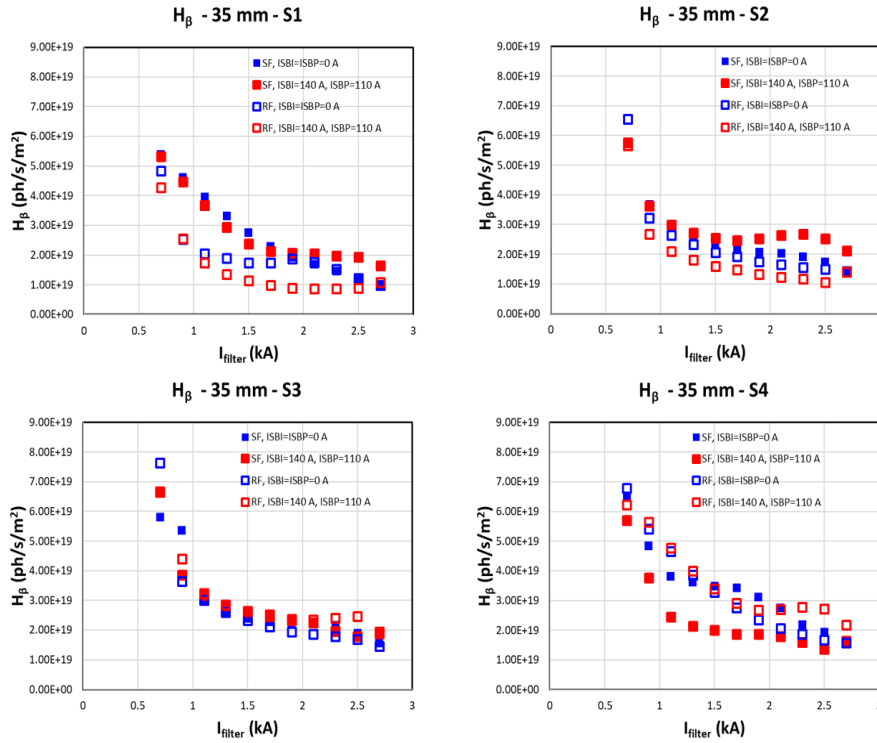 H_β - 35 mm - S1
9.00E+19
8.00E+19
7.00E+19
6.00E+19
5.00E+19
4.00E+19
3.00E+19
2.00E+19
1.00E+19
0.00E+00
H_β (ph/s/m²)
SF, ISBI=ISBP=0 A
SF, ISBI=140 A, ISBP=110 A
RF, ISBI=ISBP=0 A
RF, ISBI=140 A, ISBP=110 A
0 0.5 1 1.5 2 2.5 3
I_filter (kA)
H_β - 35 mm - S2
9.00E+19
8.00E+19
7.00E+19
6.00E+19
5.00E+19
4.00E+19
3.00E+19
2.00E+19
1.00E+19
0.00E+00
H_β (ph/s/m²)
SF, ISBI=ISBP=0 A
SF, ISBI=140 A, ISBP=110 A
RF, ISBI=ISBP=0 A
RF, ISBI=140 A, ISBP=110 A
0 0.5 1 1.5 2 2.5 3
I_filter (kA)
H_β - 35 mm - S3
9.00E+19
8.00E+19
7.00E+19
6.00E+19
5.00E+19
4.00E+19
3.00E+19
2.00E+19
1.00E+19
0.00E+00
H_β (ph/s/m²)
SF, ISBI=ISBP=0 A
SF, ISBI=140 A, ISBP=110 A
RF, ISBI=ISBP=0 A
RF, ISBI=140 A, ISBP=110 A
0 0.5 1 1.5 2 2.5 3
I_filter (kA)
H_β - 35 mm - S4
9.00E+19
8.00E+19
7.00E+19
6.00E+19
5.00E+19
4.00E+19
3.00E+19
2.00E+19
1.00E+19
0.00E+00
H_β (ph/s/m²)
SF, ISBI=ISBP=0 A
SF, ISBI=140 A, ISBP=110 A
RF, ISBI=ISBP=0 A
RF, ISBI=140 A, ISBP=110 A
0 0.5 1 1.5 2 2.5 3
I_filter (kA)